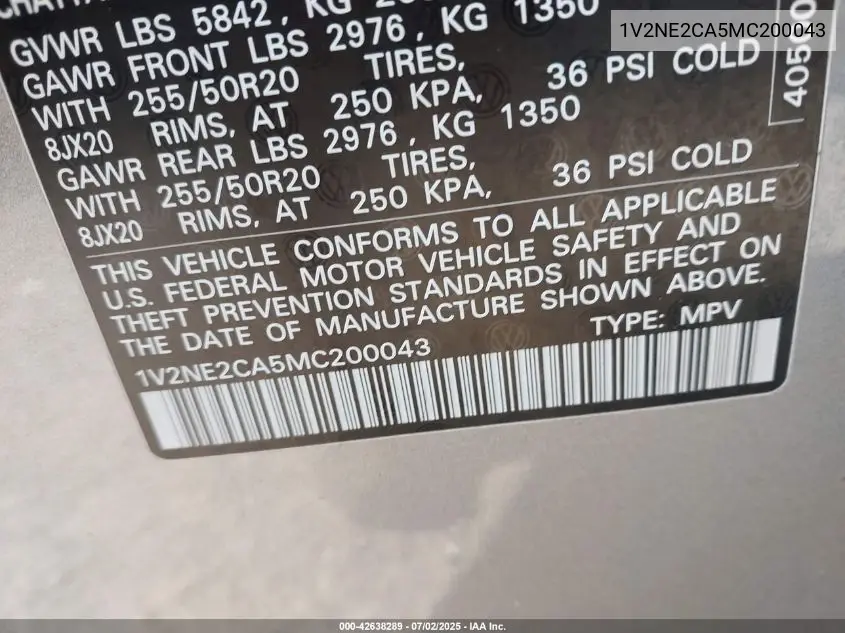 1V2NE2CA5MC200043
GVWR LBS 5842, KG
GAWR FRONT LBS 2976, KG 1350
WITH 255/50R20 TIRES,
8JX20 RIMS, AT 250 KPA, 36 PSI COLD
GAWR REAR LBS 2976, KG 1350
WITH 255/50R20 TIRES,
8JX20 RIMS, AT 250 KPA, 36 PSI COLD
THIS VEHICLE CONFORMS TO ALL APPLICABLE
U.S. FEDERAL MOTOR VEHICLE SAFETY AND
THEFT PREVENTION STANDARDS IN EFFECT ON
THE DATE OF MANUFACTURE SHOWN ABOVE.
1V2NE2CA5MC200043 TYPE: MPV
000-42638289 - 07/02/2025 - IAA Inc.